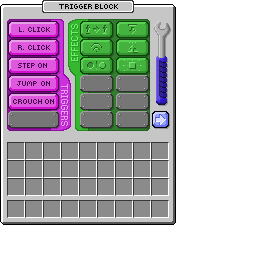 TRIGGER BLOCK
L. CLICK
R. CLICK
STEP ON
JUMP ON
CROUCH ON
TRIGGERS
EFFECTS